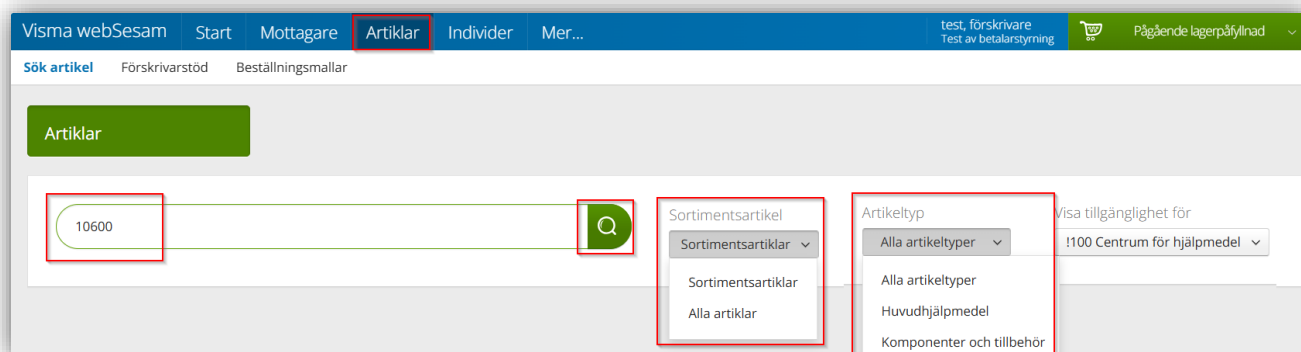 Visma webSesam Start Mottagare Artiklar Individer Mer... test, förskrivare Pågående lagerpåfyllnad
Test av betalarstyrning
Sök artikel Förskrivarstöd Beställningsmallar
Artiklar
10600
Sortimentsartikel Artikeltyp Visa tillgänglighet för
Sortimentsartiklar Alla artikeltyper !100 Centrum för hjälpmedel
Sortimentsartiklar Alla artikeltyper
Alla artiklar Huvudhjälpmedel
Komponenter och tillbehör